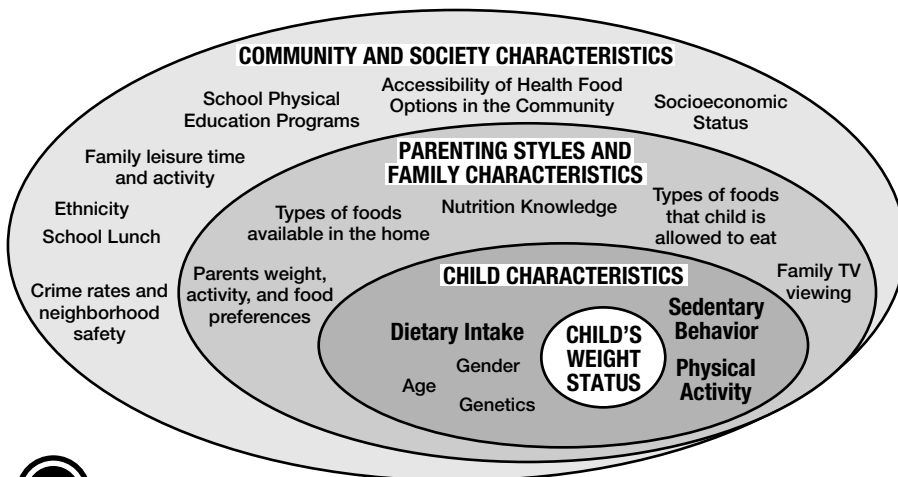 COMMUNITY AND SOCIETY CHARACTERISTICS
School Physical
Education Programs
Accessibility of Health Food
Options in the Community
Socioeconomic
Status
Family leisure time
and activity
Ethnicity
School Lunch
Crime rates and
neighborhood
safety
PARENTING STYLES AND
FAMILY CHARACTERISTICS
Types of foods
available in the home
Nutrition Knowledge
Types of foods
that child is
allowed to eat
Parents weight,
activity, and food
preferences
Family TV
viewing
CHILD CHARACTERISTICS
Dietary Intake
Gender
Age
Genetics
CHILD'S
WEIGHT
STATUS
Sedentary
Behavior
Physical
Activity